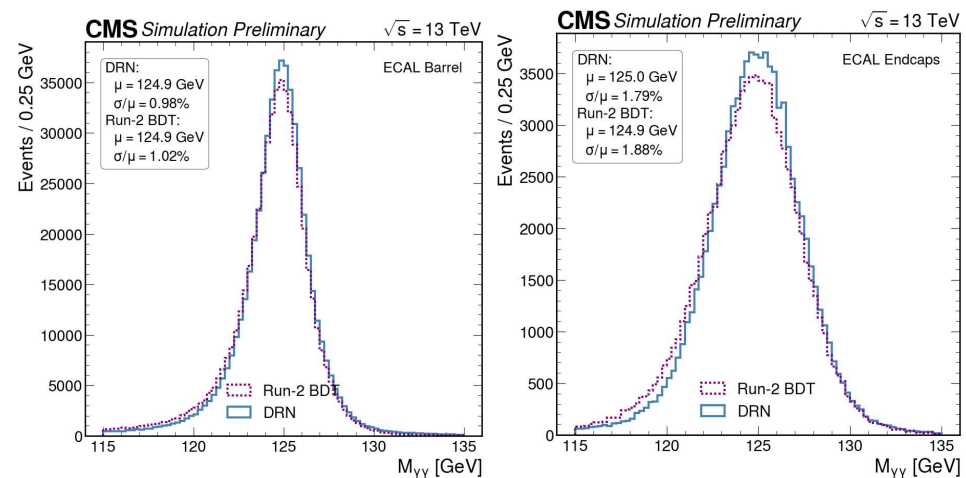 CMS Simulation Preliminary √s = 13 TeV
Events / 0.25 GeV
35000
30000
25000
20000
15000
10000
5000
0
DRN:
μ = 124.9 GeV
σ/μ = 0.98%
Run-2 BDT:
μ = 124.9 GeV
σ/μ = 1.02%
ECAL Barrel
Run-2 BDT
DRN
115 120 125 130 135
Mγγ [GeV]
CMS Simulation Preliminary √s = 13 TeV
Events / 0.25 GeV
3500
3000
2500
2000
1500
1000
500
0
DRN:
μ = 125.0 GeV
σ/μ = 1.79%
Run-2 BDT:
μ = 124.9 GeV
σ/μ = 1.88%
ECAL Endcaps
Run-2 BDT
DRN
115 120 125 130 135
Mγγ [GeV]